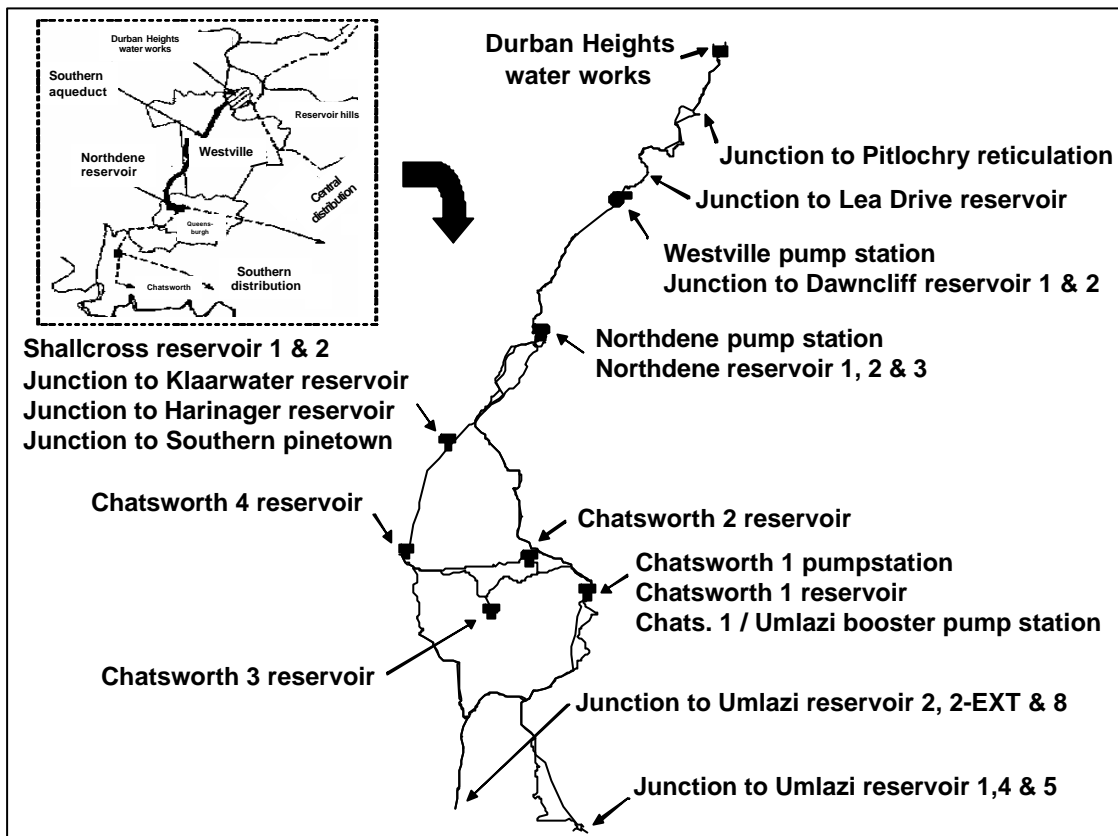 Durban Heights
water works
Southern
aqueduct
Reservoir hills
Northdene
reservoir
Westville
Central
distribution
Queens-
burgh
Chatsworth
Southern
distribution
Durban Heights
water works
Junction to Pitlochry reticulation
Junction to Lea Drive reservoir
Westville pump station
Junction to Dawncliff reservoir 1 & 2
Northdene pump station
Northdene reservoir 1, 2 & 3
Shallcross reservoir 1 & 2
Junction to Klaarwater reservoir
Junction to Harinager reservoir
Junction to Southern pinetown
Chatsworth 4 reservoir
Chatsworth 2 reservoir
Chatsworth 1 pumpstation
Chatsworth 1 reservoir
Chats. 1 / Umlazi booster pump station
Chatsworth 3 reservoir
Junction to Umlazi reservoir 2, 2-EXT & 8
Junction to Umlazi reservoir 1,4 & 5